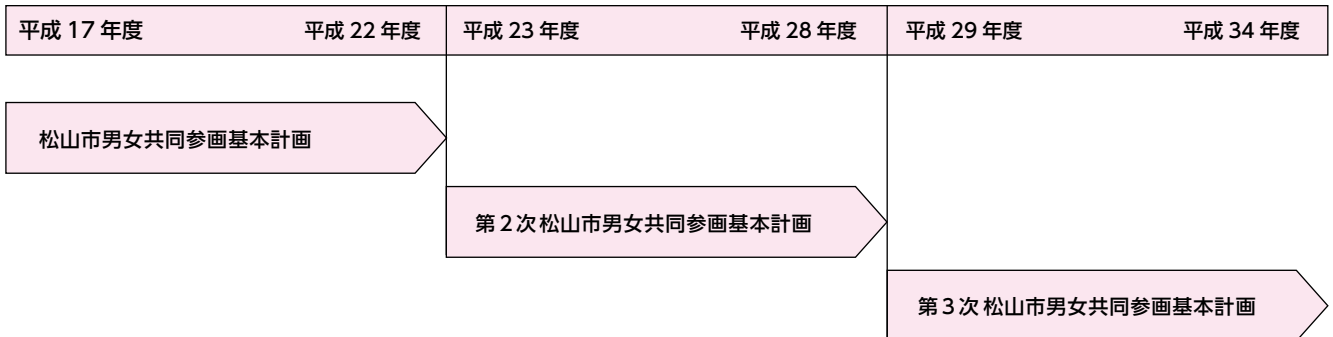 平成 17 年度 平成 22 年度 平成 23 年度 平成 28 年度 平成 29 年度 平成 34 年度
松山市男女共同参画基本計画
第2次 松山市男女共同参画基本計画
第3次 松山市男女共同参画基本計画